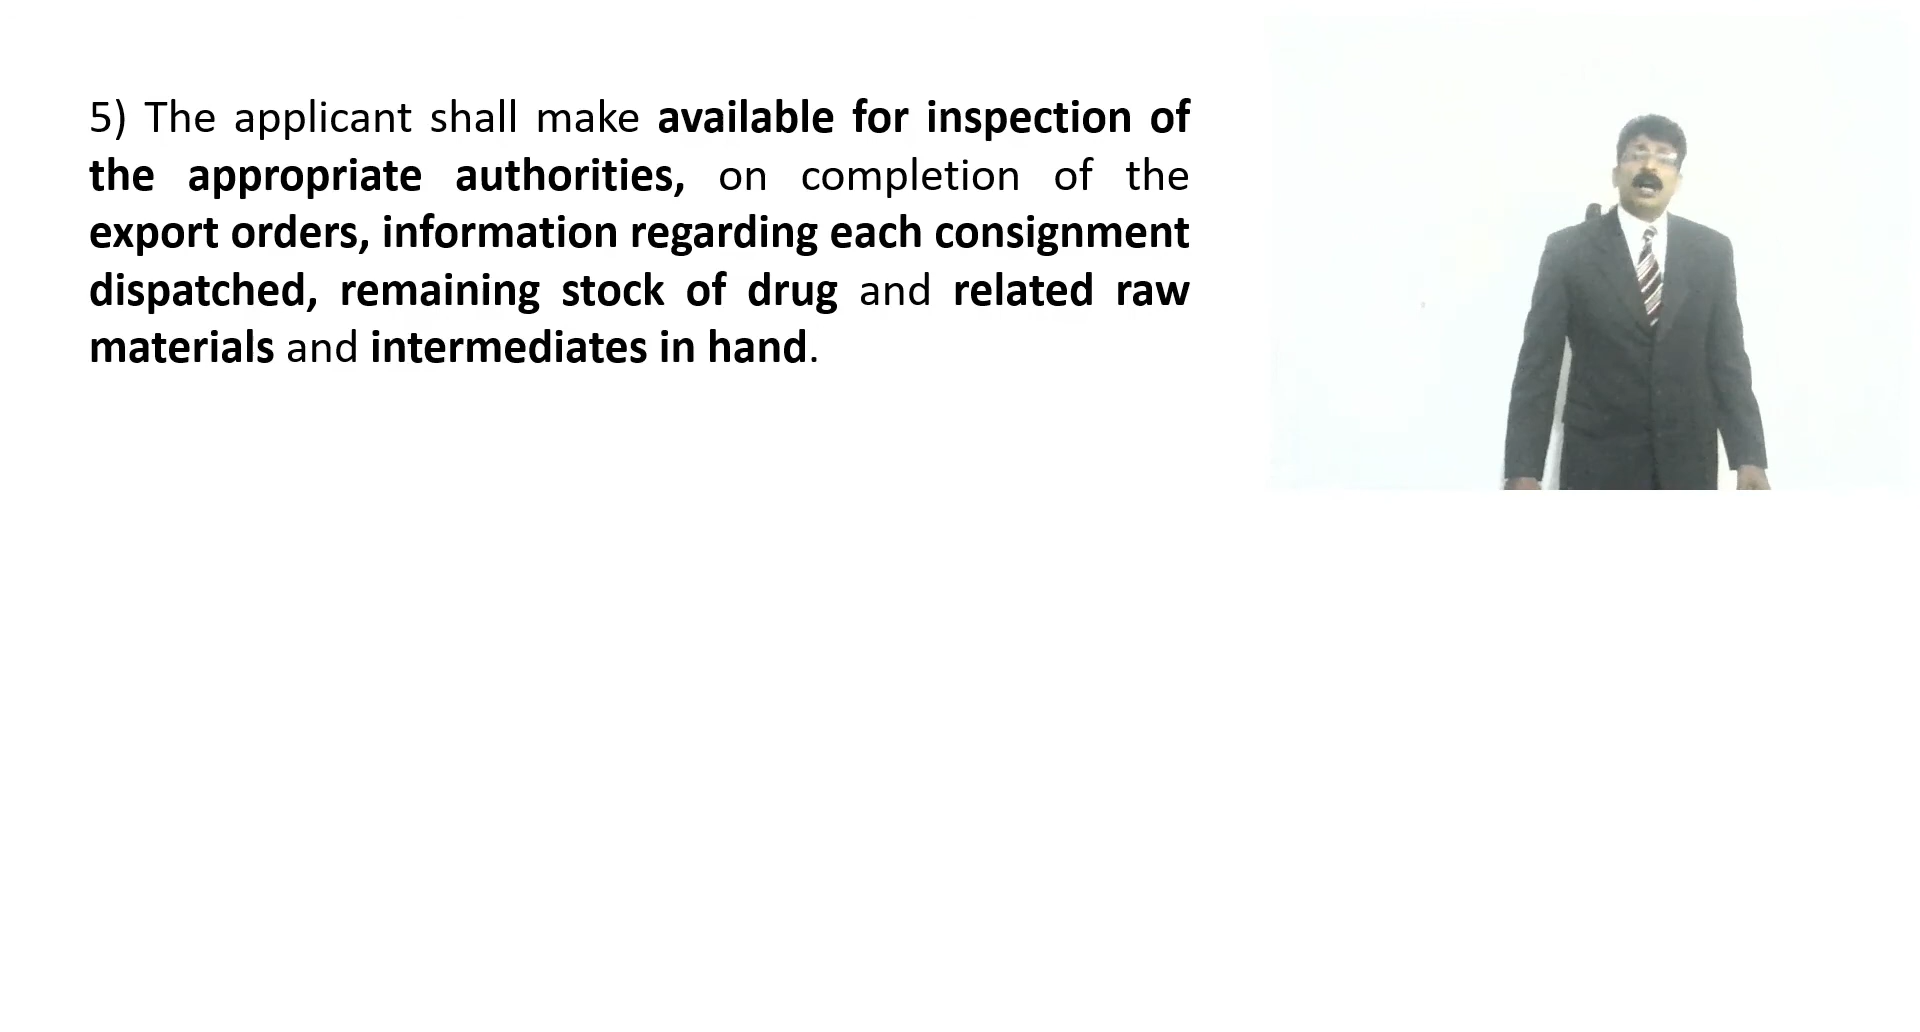 5) The applicant shall make available for inspection of
the appropriate authorities, on completion of the
export orders, information regarding each consignment
dispatched, remaining stock of drug and related raw
materials and intermediates in hand.